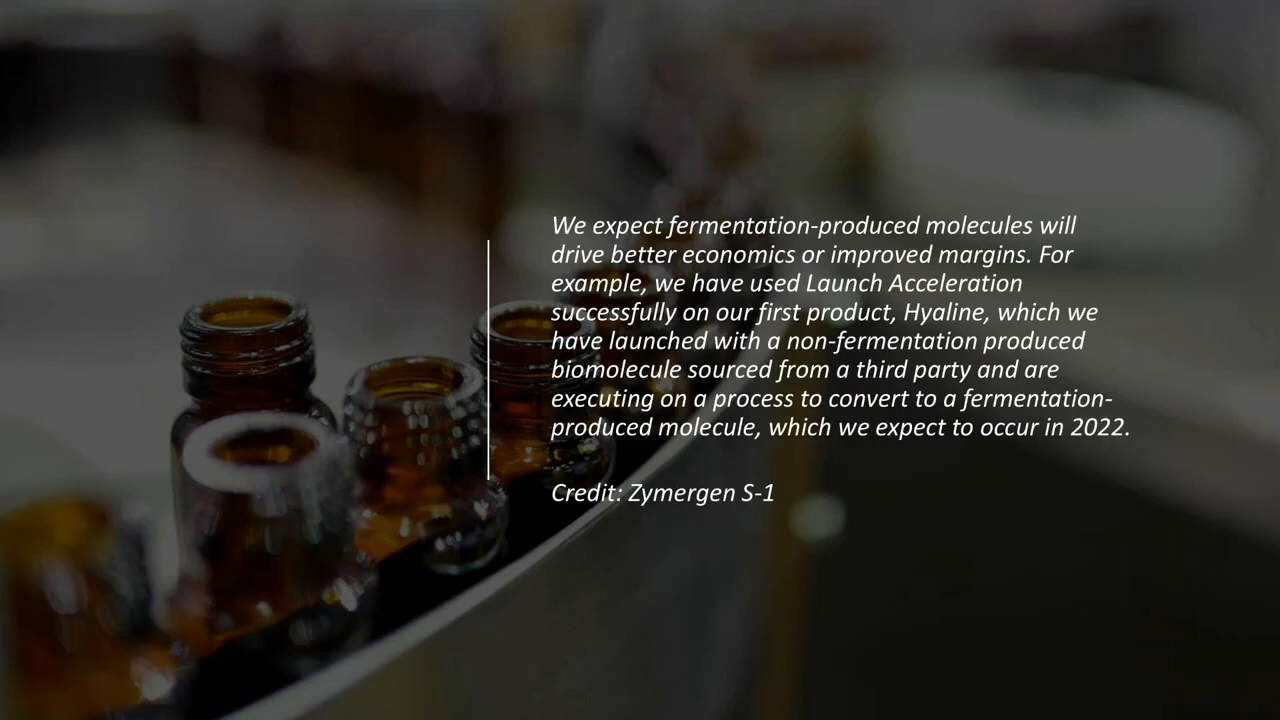 We expect fermentation-produced molecules will
drive better economics or improved margins. For
example, we have used Launch Acceleration
successfully on our first product, Hyaline, which we
have launched with a non-fermentation produced
biomolecule sourced from a third party and are
executing on a process to convert to a fermentation-
produced molecule, which we expect to occur in 2022.
Credit: Zymergen S-1